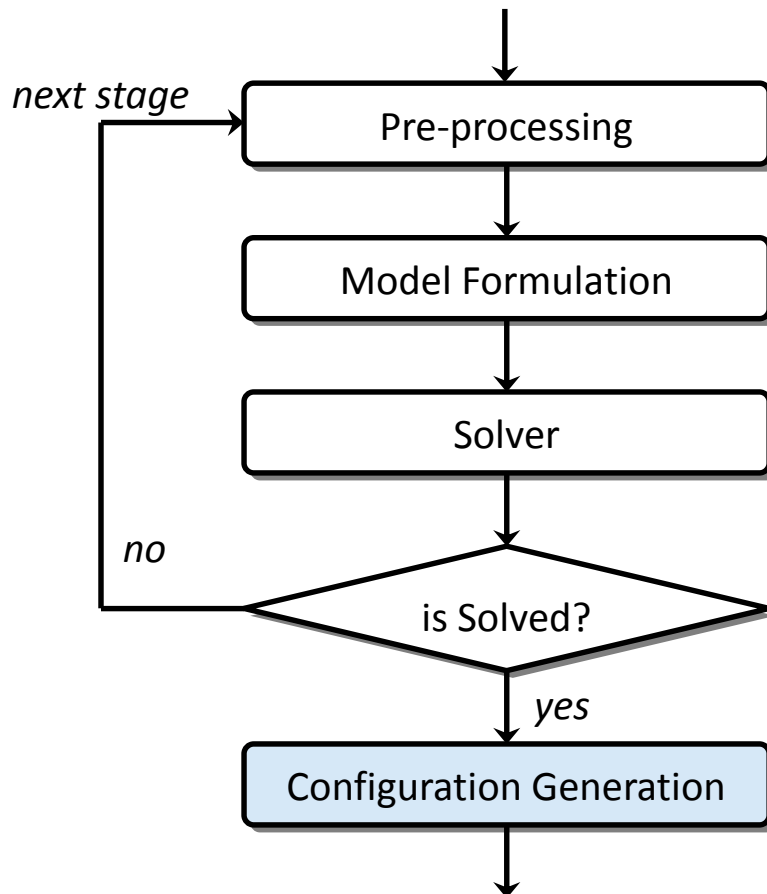 next stage
Pre-processing
Model Formulation
Solver
no
is Solved?
yes
Configuration Generation